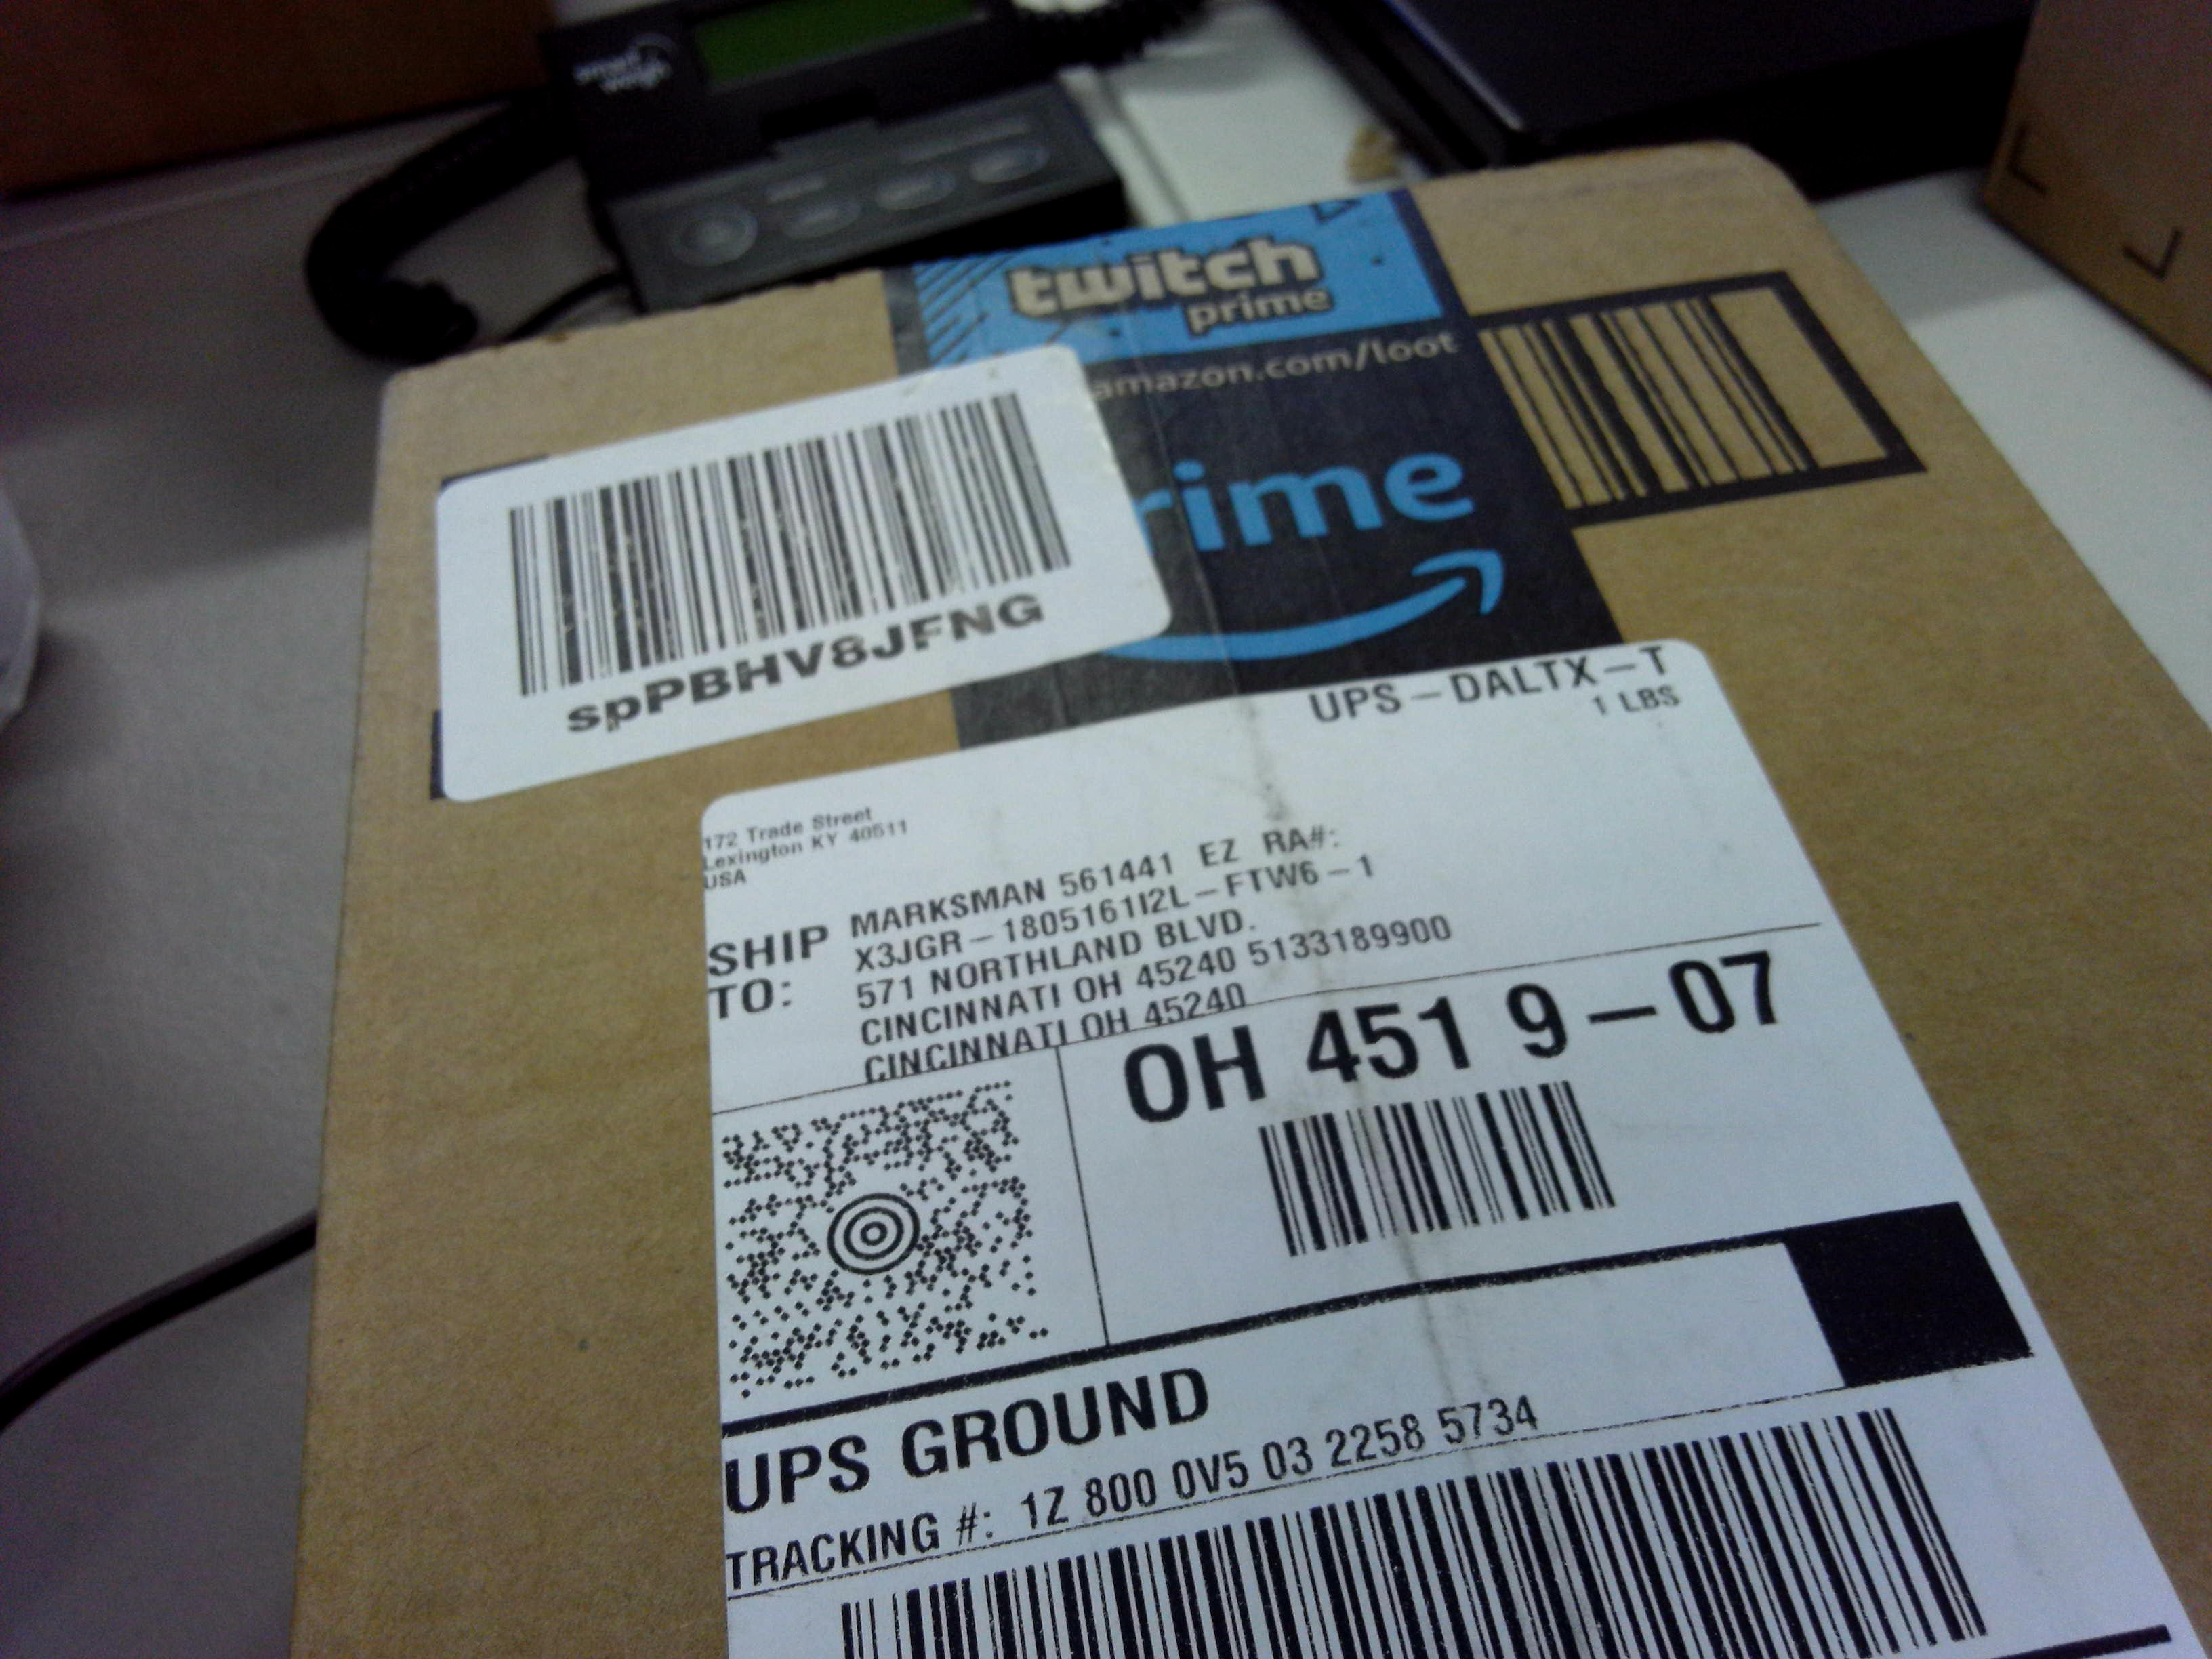 smart
weigh
twitch
prime
amazon.com/loot
rime
spPBHV8JFNG
UPS-DALTX-T
1 LBS
172 Trade Street
Lexington KY 40511
USA
SHIP
TO:
MARKSMAN 561441 EZ RA#:
X3JGR-1805161I2L-FTW6-1
571 NORTHLAND BLVD.
CINCINNATI OH 45240 5133189900
CINCINNATI OH 45240
OH 451 9-07
UPS GROUND
TRACKING #: 1Z 800 0V5 03 2258 5734